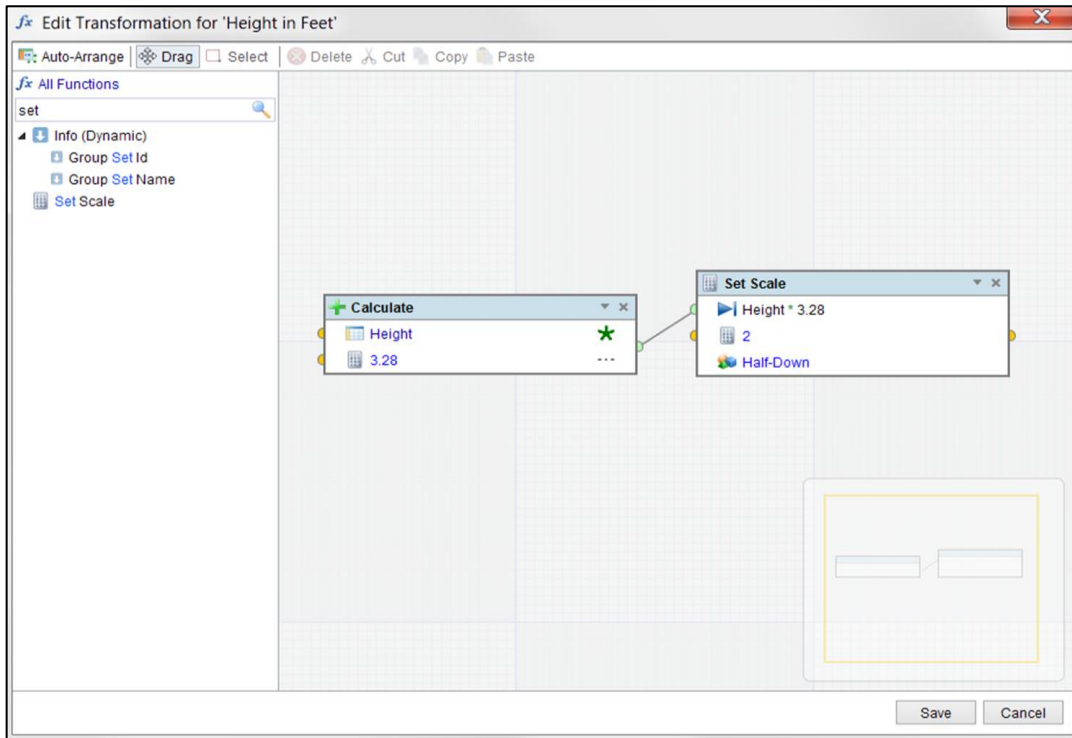 fx Edit Transformation for 'Height in Feet'
X
Auto-Arrange Drag Select Delete Cut Copy Paste
fx All Functions
set
Info (Dynamic)
Group Set Id
Group Set Name
Set Scale
Calculate
Height *
3.28 ...
Set Scale
Height * 3.28
2
Half-Down
Save Cancel